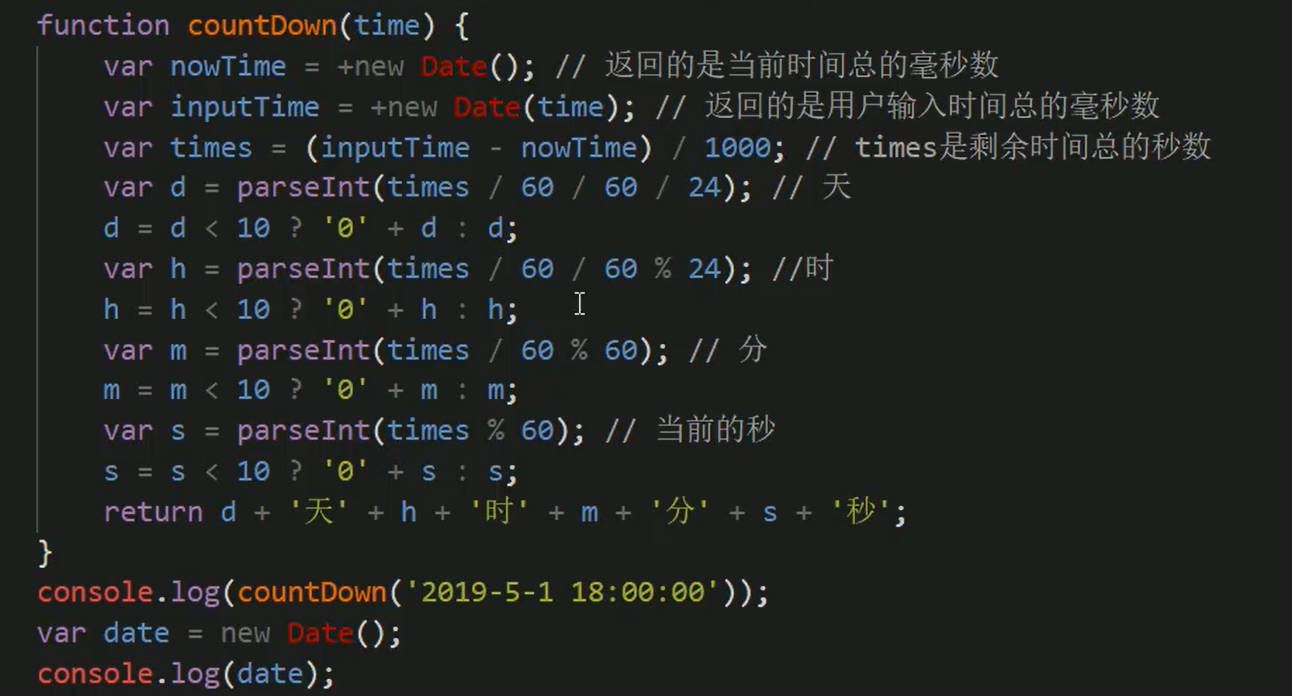 function countDown(time) {
var nowTime = +new Date(); // 返回的是当前时间总的毫秒数
var inputTime = +new Date(time); // 返回的是用户输入时间总的毫秒数
var times = (inputTime - nowTime) / 1000; // times是剩余时间总的秒数
var d = parseInt(times / 60 / 60 / 24); // 天
d = d < 10 ? '0' + d : d;
var h = parseInt(times / 60 / 60 % 24); //时
h = h < 10 ? '0' + h : h;
var m = parseInt(times / 60 % 60); // 分
m = m < 10 ? '0' + m : m;
var s = parseInt(times % 60); // 当前的秒
s = s < 10 ? '0' + s : s;
return d + '天' + h + '时' + m + '分' + s + '秒';
}
console.log(countDown('2019-5-1 18:00:00'));
var date = new Date();
console.log(date);